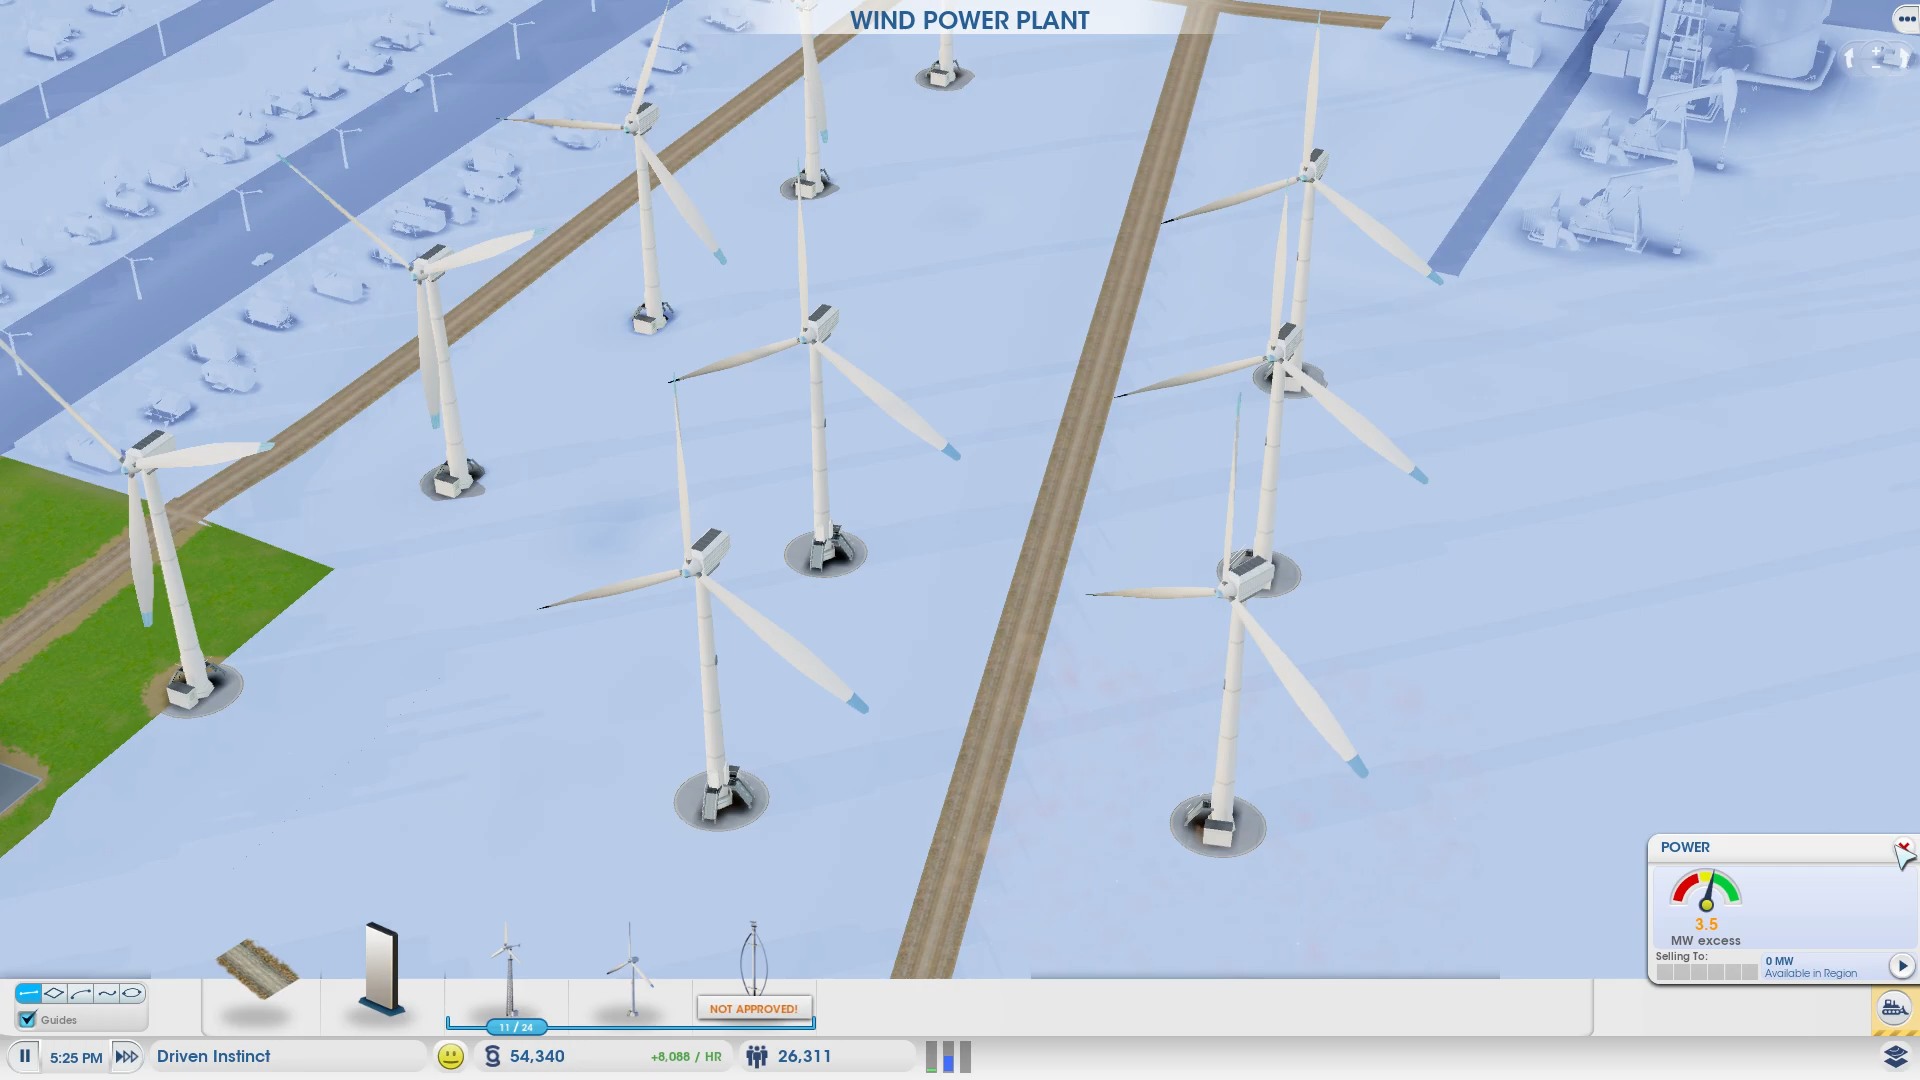 WIND POWER PLANT
POWER
3.5
MW excess
Selling To:
0 MW
Available in Region
NOT APPROVED!
Guides
11 / 24
5:25 PM
Driven Instinct
54,340
+8,088 / HR
26,311